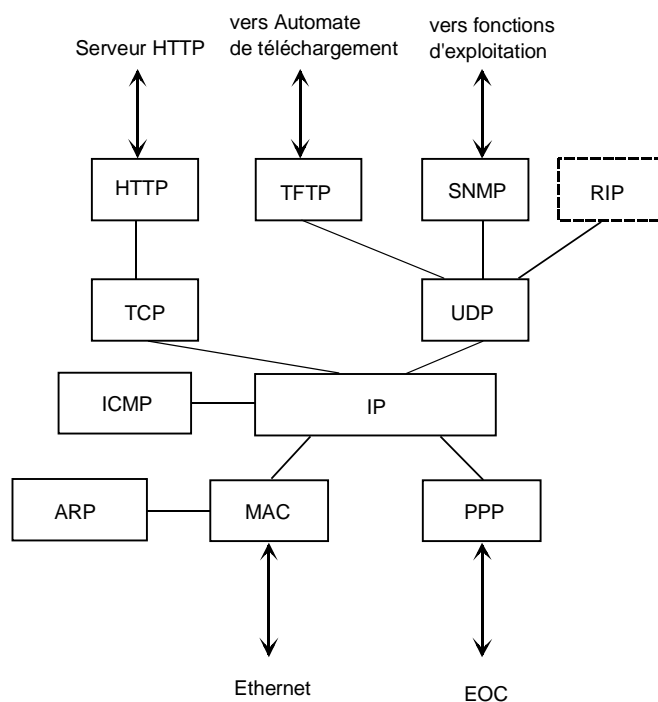 Serveur HTTP
vers Automate
de téléchargement
vers fonctions
d'exploitation
HTTP
TFTP
SNMP
RIP
TCP
UDP
ICMP
IP
ARP
MAC
PPP
Ethernet
EOC